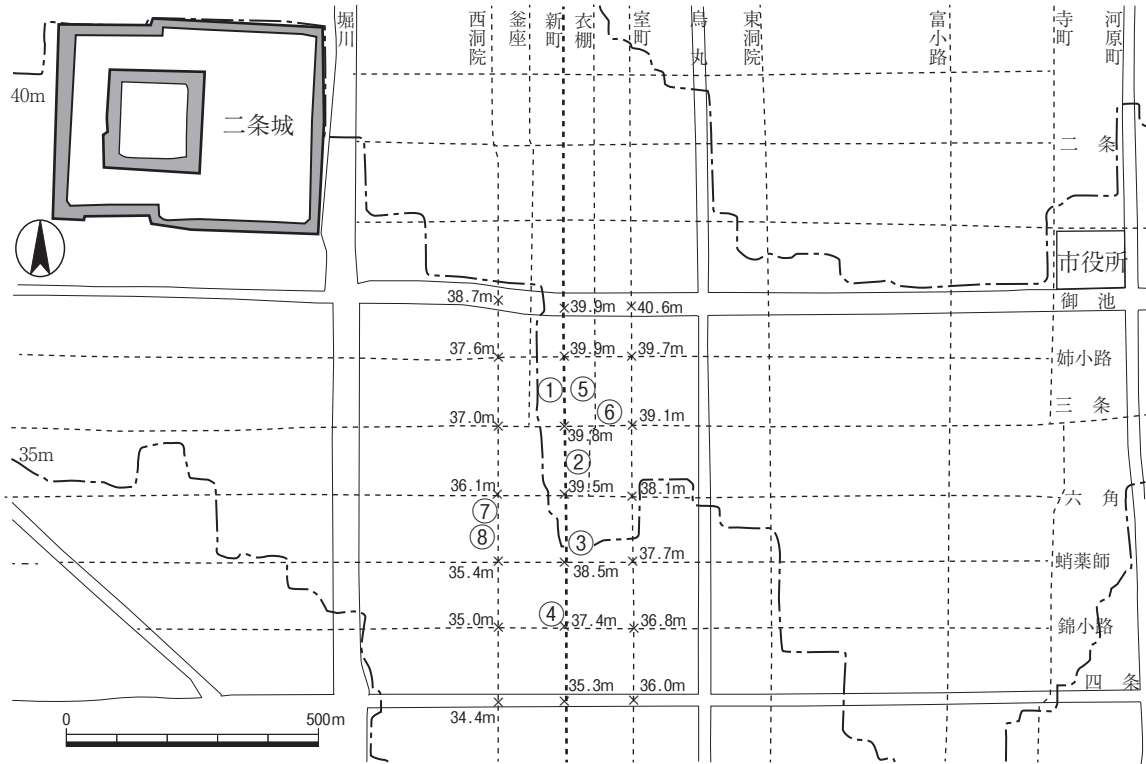 堀川
西洞院
釜座
新町
衣棚
室町
烏丸
東洞院
富小路
寺町
河原町
40m
二条城
二条
市役所
御池
38.7m
39.9m
40.6m
37.6m
39.9m
39.7m
姉小路
①
⑤
⑥
三条
37.0m
39.8m
39.1m
35m
②
36.1m
39.5m
38.1m
六角
⑦
⑧
③
37.7m
35.4m
38.5m
蛸薬師
④
35.0m
37.4m
36.8m
錦小路
四条
35.3m
36.0m
34.4m
0
500m